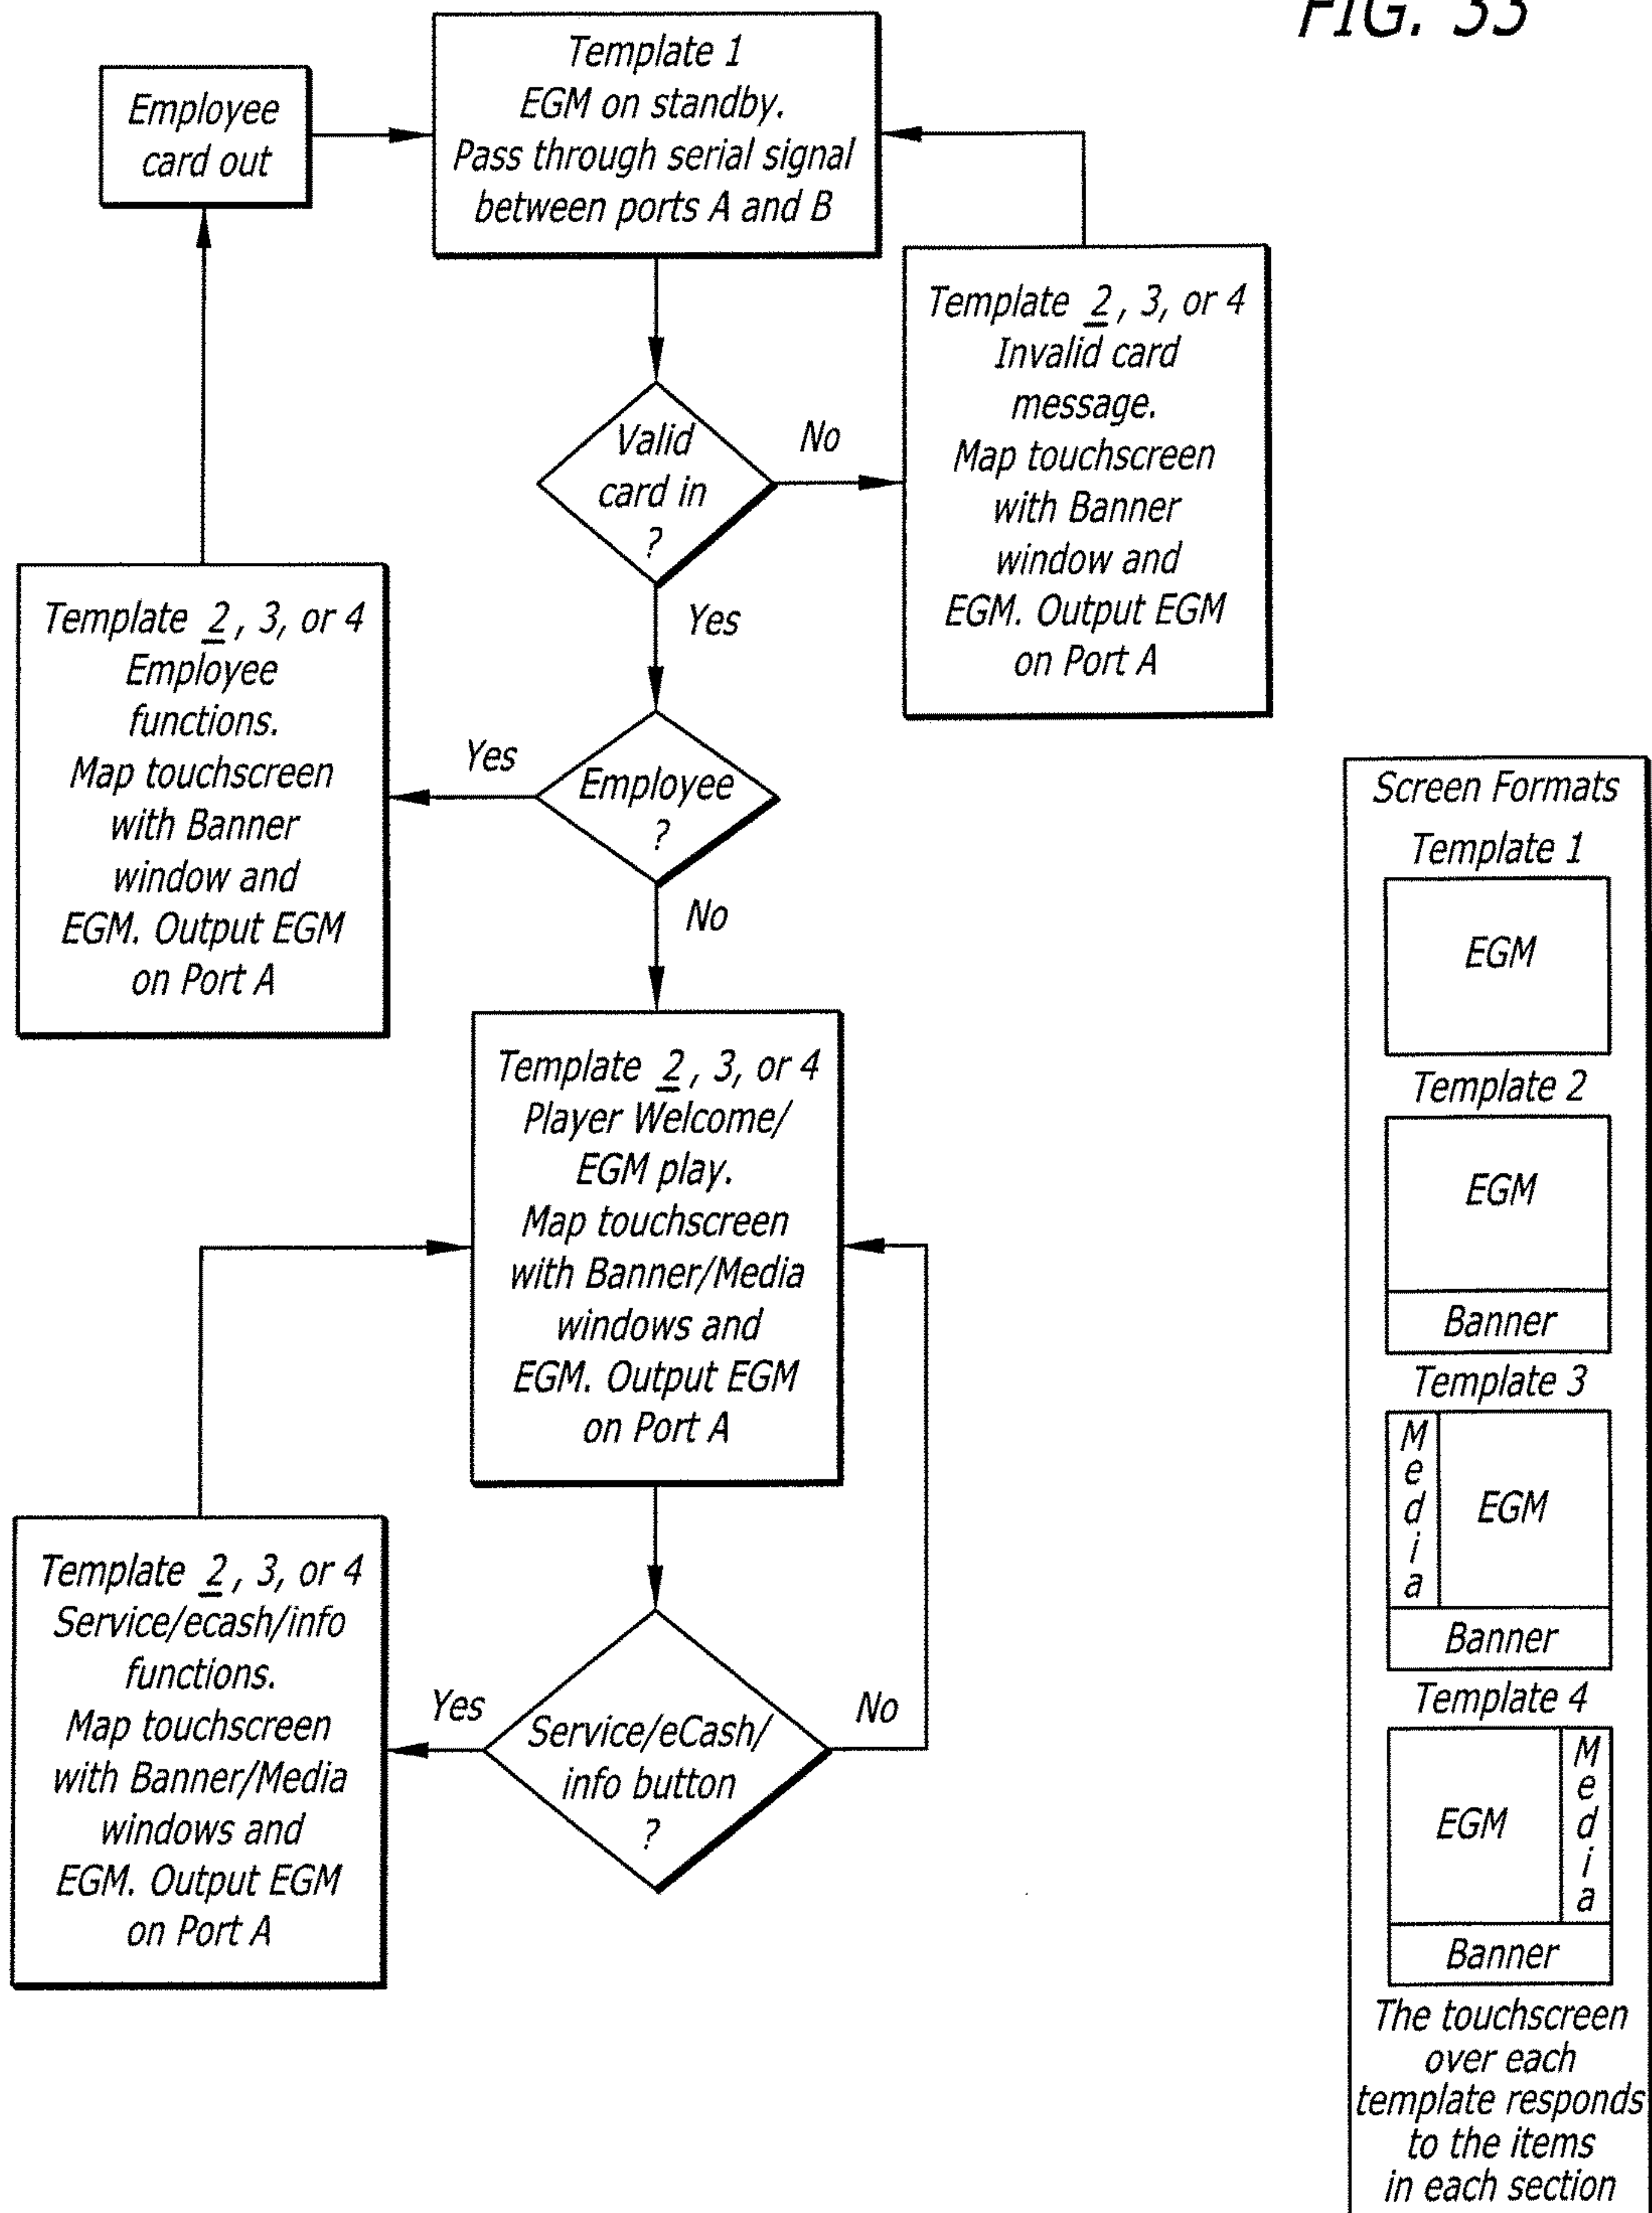 FIG. 33
Template 1
EGM on standby.
Pass through serial signal
between ports A and B
Employee
card out
Template 2, 3, or 4
Invalid card
message.
Map touchscreen
with Banner
window and
EGM. Output EGM
on Port A
Valid
card in
?
No
Yes
Template 2, 3, or 4
Employee
functions.
Map touchscreen
with Banner
window and
EGM. Output EGM
on Port A
Yes
Employee
?
No
Template 2, 3, or 4
Player Welcome/
EGM play.
Map touchscreen
with Banner/Media
windows and
EGM. Output EGM
on Port A
Template 2, 3, or 4
Service/ecash/info
functions.
Map touchscreen
with Banner/Media
windows and
EGM. Output EGM
on Port A
Yes
Service/eCash/
info button
?
No
Screen Formats
Template 1
EGM
Template 2
EGM
Banner
Template 3
Media
EGM
Banner
Template 4
EGM
Media
Banner
The touchscreen
over each
template responds
to the items
in each section